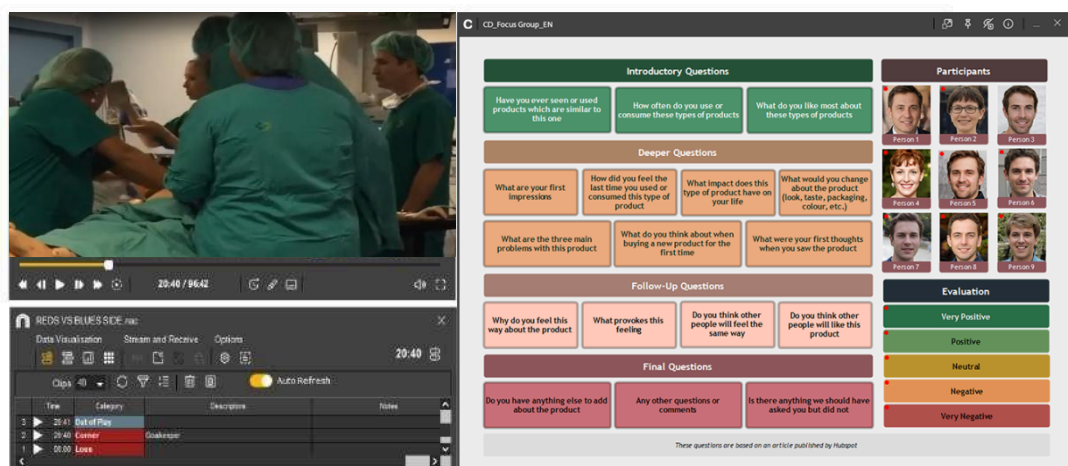 20:40 / 96:42
REDS VS BLUES SIDE.nac
X
Data Visualisation Stream and Receive Options
20:40
Clips 40
Auto Refresh
Time Category Descriptors Notes
3 20:41 Out of Play
2 20:40 Corner Goalkeeper
1 00:00 Loss
C CD_Focus Group_EN
Introductory Questions
Have you ever seen or used
products which are similar to
this one
How often do you use or
consume these types of products
What do you like most about
these types of products
Deeper Questions
What are your first
impressions
How did you feel the
last time you used or
consumed this type of
product
What impact does this
type of product have on
your life
What would you change
about the product
(look, taste, packaging,
colour, etc.)
What are the three main
problems with this product
What do you think about when
buying a new product for the
first time
What were your first thoughts
when you saw the product
Follow-Up Questions
Why do you feel this
way about the product
What provokes this
feeling
Do you think other
people will feel the
same way
Do you think other
people will like this
product
Final Questions
Do you have anything else to add
about the product
Any other questions or
comments
Is there anything we should have
asked you but did not
These questions are based on an article published by Hubspot
Participants
Person 1
Person 2
Person 3
Person 4
Person 5
Person 6
Person 7
Person 8
Person 9
Evaluation
Very Positive
Positive
Neutral
Negative
Very Negative